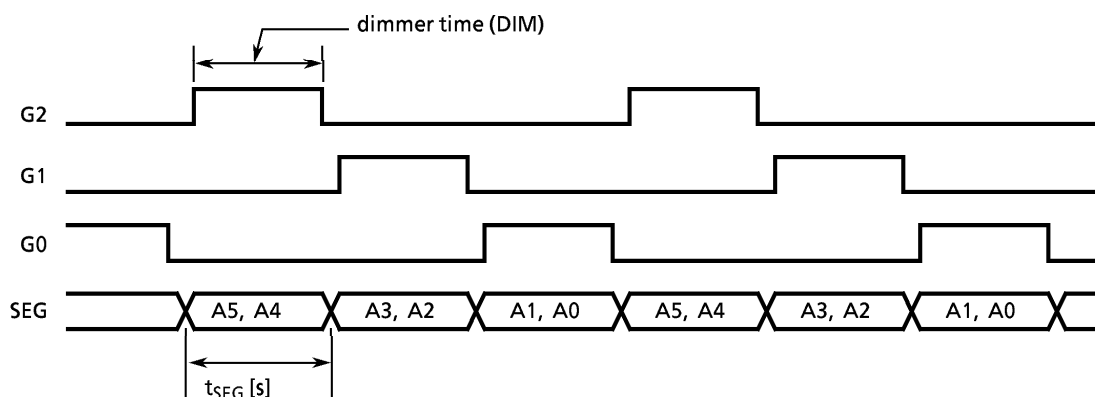 dimmer time (DIM)
G2
G1
G0
SEG A5, A4 A3, A2 A1, A0 A5, A4 A3, A2 A1, A0
tSEG [s]